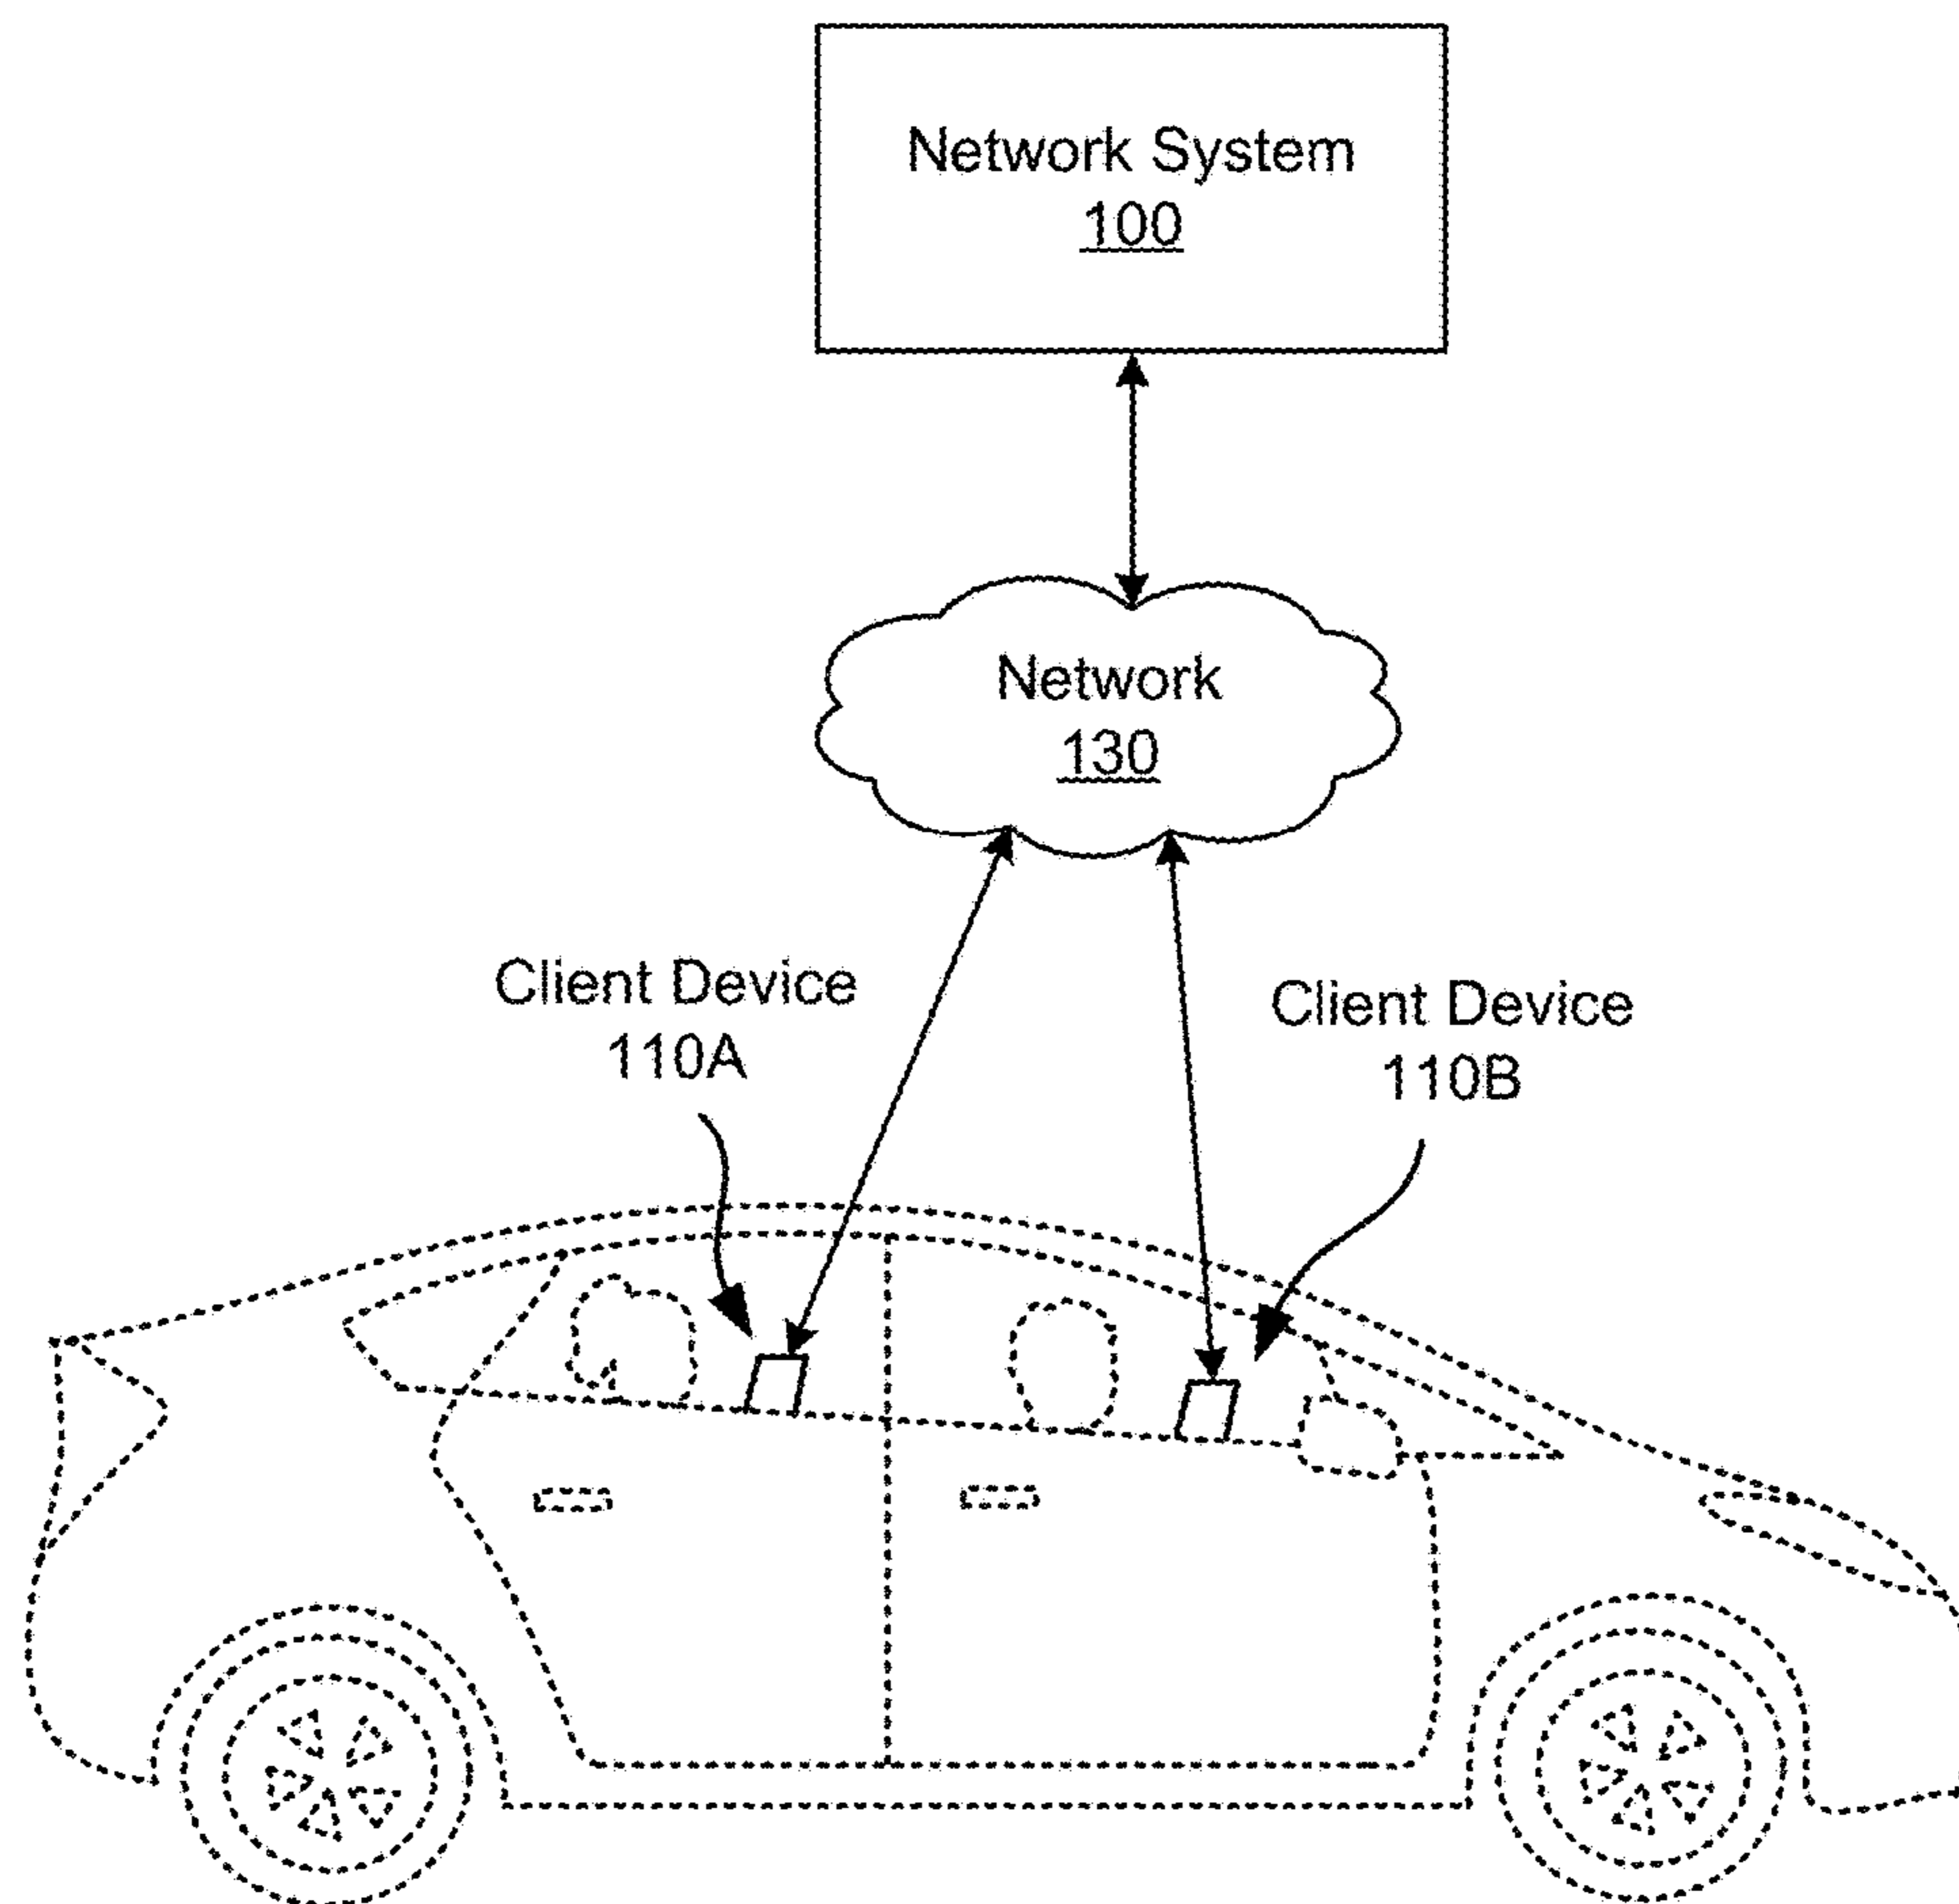 Network System
100
Network
130
Client Device
110A
Client Device
110B